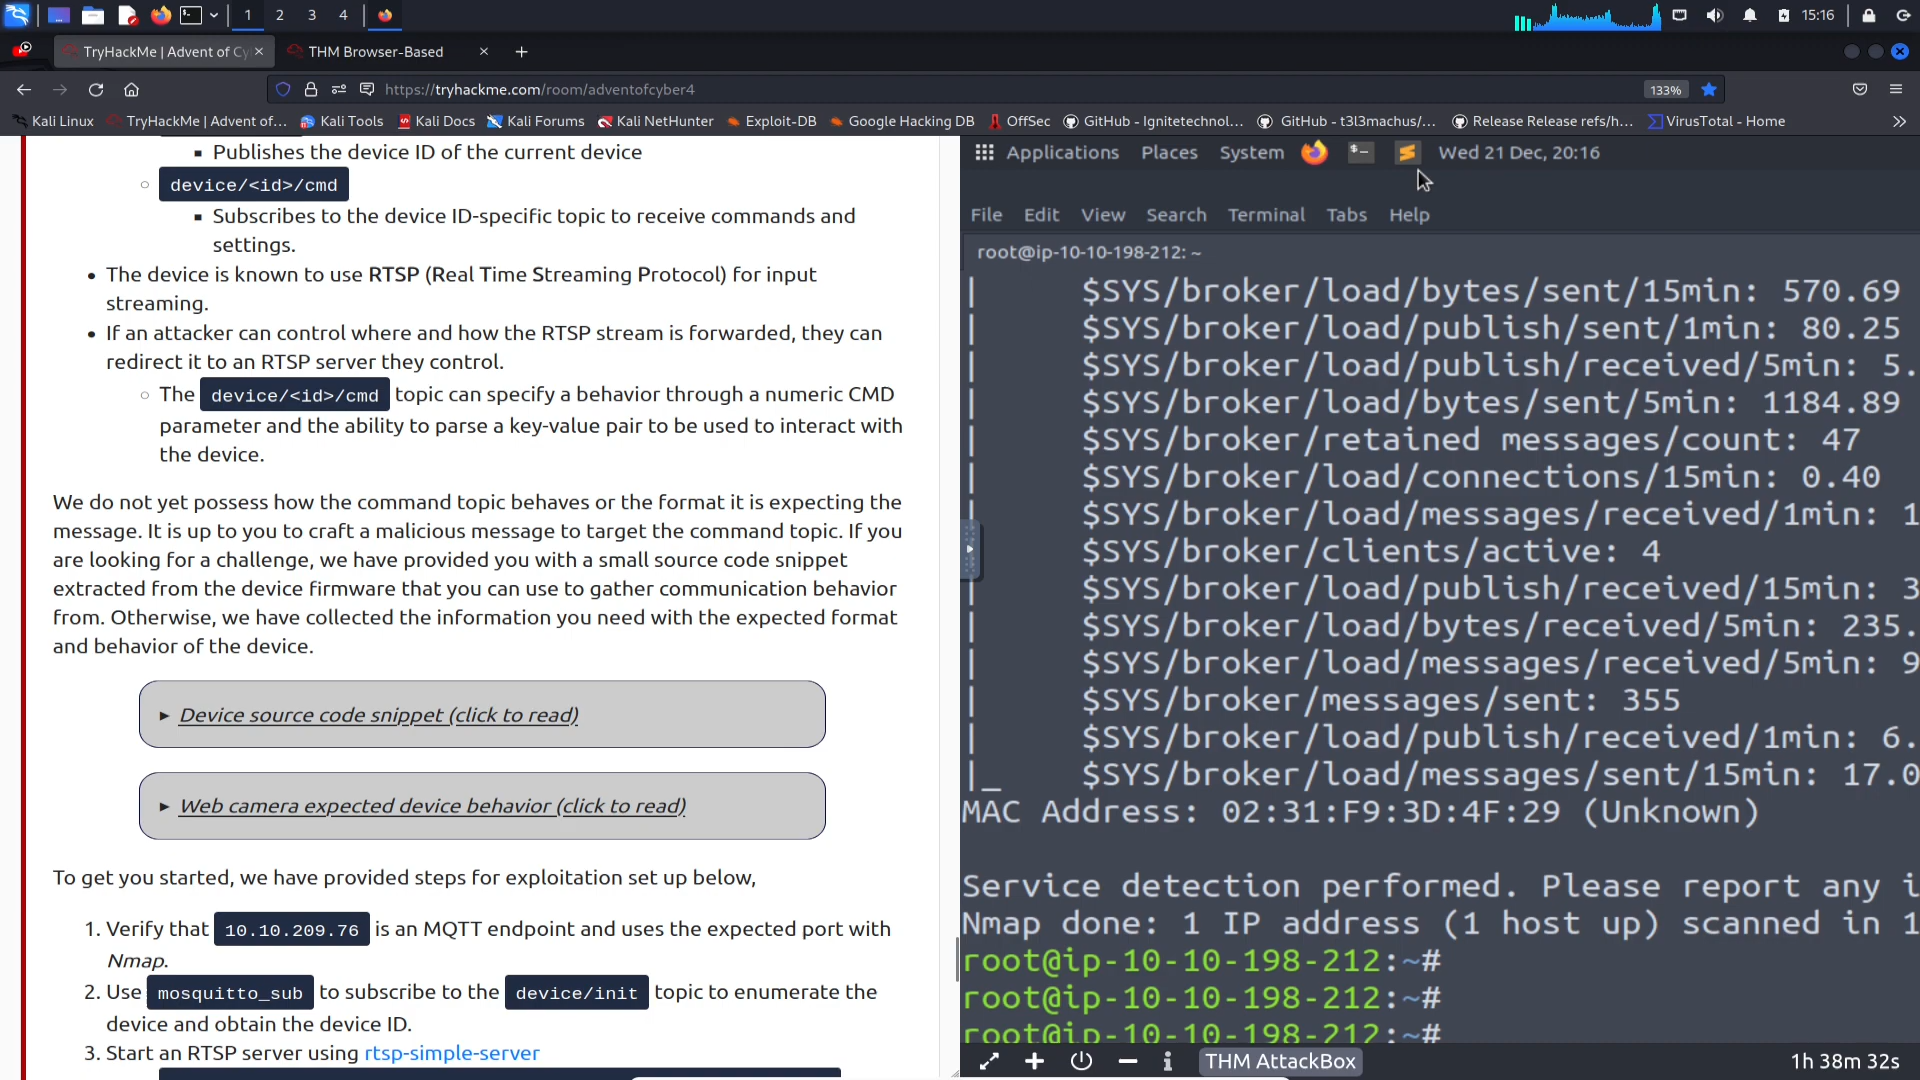 1 2 3 4 15:16
TryHackMe | Advent of Cy THM Browser-Based
https://tryhackme.com/room/adventofcyber4 133%
Kali Linux TryHackMe | Advent of... Kali Tools Kali Docs Kali Forums Kali NetHunter Exploit-DB Google Hacking DB OffSec GitHub - Ignitetechnol... GitHub - t3l3machus/... Release Release refs/h... VirusTotal - Home
Publishes the device ID of the current device
device/<id>/cmd
Subscribes to the device ID-specific topic to receive commands and
settings.
The device is known to use RTSP (Real Time Streaming Protocol) for input
streaming.
If an attacker can control where and how the RTSP stream is forwarded, they can
redirect it to an RTSP server they control.
The device/<id>/cmd topic can specify a behavior through a numeric CMD
parameter and the ability to parse a key-value pair to be used to interact with
the device.
We do not yet possess how the command topic behaves or the format it is expecting the
message. It is up to you to craft a malicious message to target the command topic. If you
are looking for a challenge, we have provided you with a small source code snippet
extracted from the device firmware that you can use to gather communication behavior
from. Otherwise, we have collected the information you need with the expected format
and behavior of the device.
Device source code snippet (click to read)
Web camera expected device behavior (click to read)
To get you started, we have provided steps for exploitation set up below,
1. Verify that 10.10.209.76 is an MQTT endpoint and uses the expected port with
Nmap.
2. Use mosquitto_sub to subscribe to the device/init topic to enumerate the
device and obtain the device ID.
3. Start an RTSP server using rtsp-simple-server
Applications Places System Wed 21 Dec, 20:16
File Edit View Search Terminal Tabs Help
root@ip-10-10-198-212: ~
| $SYS/broker/load/bytes/sent/15min: 570.69
| $SYS/broker/load/publish/sent/1min: 80.25
| $SYS/broker/load/publish/received/5min: 5.
| $SYS/broker/load/bytes/sent/5min: 1184.89
| $SYS/broker/retained messages/count: 47
| $SYS/broker/load/connections/15min: 0.40
| $SYS/broker/load/messages/received/1min: 1
$SYS/broker/clients/active: 4
| $SYS/broker/load/publish/received/15min: 3
| $SYS/broker/load/bytes/received/5min: 235.
| $SYS/broker/load/messages/received/5min: 9
| $SYS/broker/messages/sent: 355
| $SYS/broker/load/publish/received/1min: 6.
|_ $SYS/broker/load/messages/sent/15min: 17.0
MAC Address: 02:31:F9:3D:4F:29 (Unknown)
Service detection performed. Please report any i
Nmap done: 1 IP address (1 host up) scanned in 1
root@ip-10-10-198-212:~#
root@ip-10-10-198-212:~#
root@ip-10-10-198-212:~#
THM AttackBox 1h 38m 32s